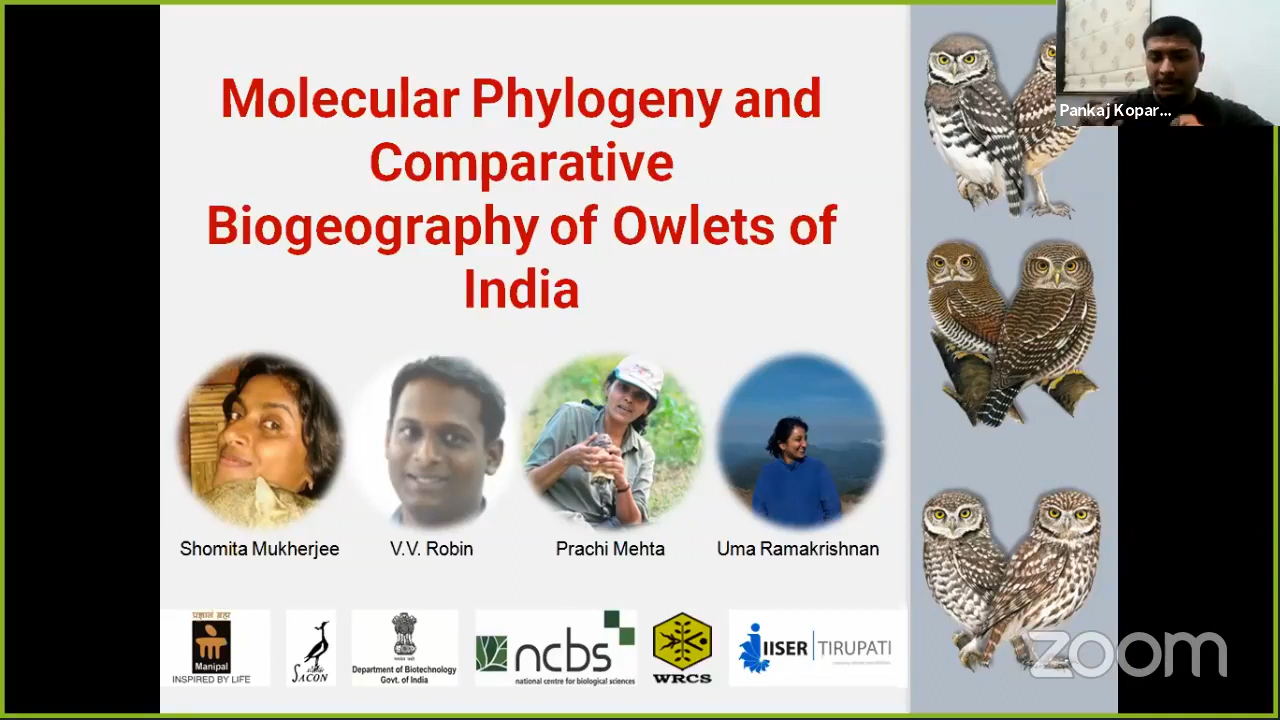 Molecular Phylogeny and
Comparative
Biogeography of Owlets of
India
Pankaj Kopar...
Shomita Mukherjee
V.V. Robin
Prachi Mehta
Uma Ramakrishnan
प्रज्ञानं ब्रह्म
Manipal
INSPIRED BY LIFE
SACON
Department of Biotechnology
Govt. of India
ncbs
national centre for biological sciences
WRCS
IISER TIRUPATI
zoom